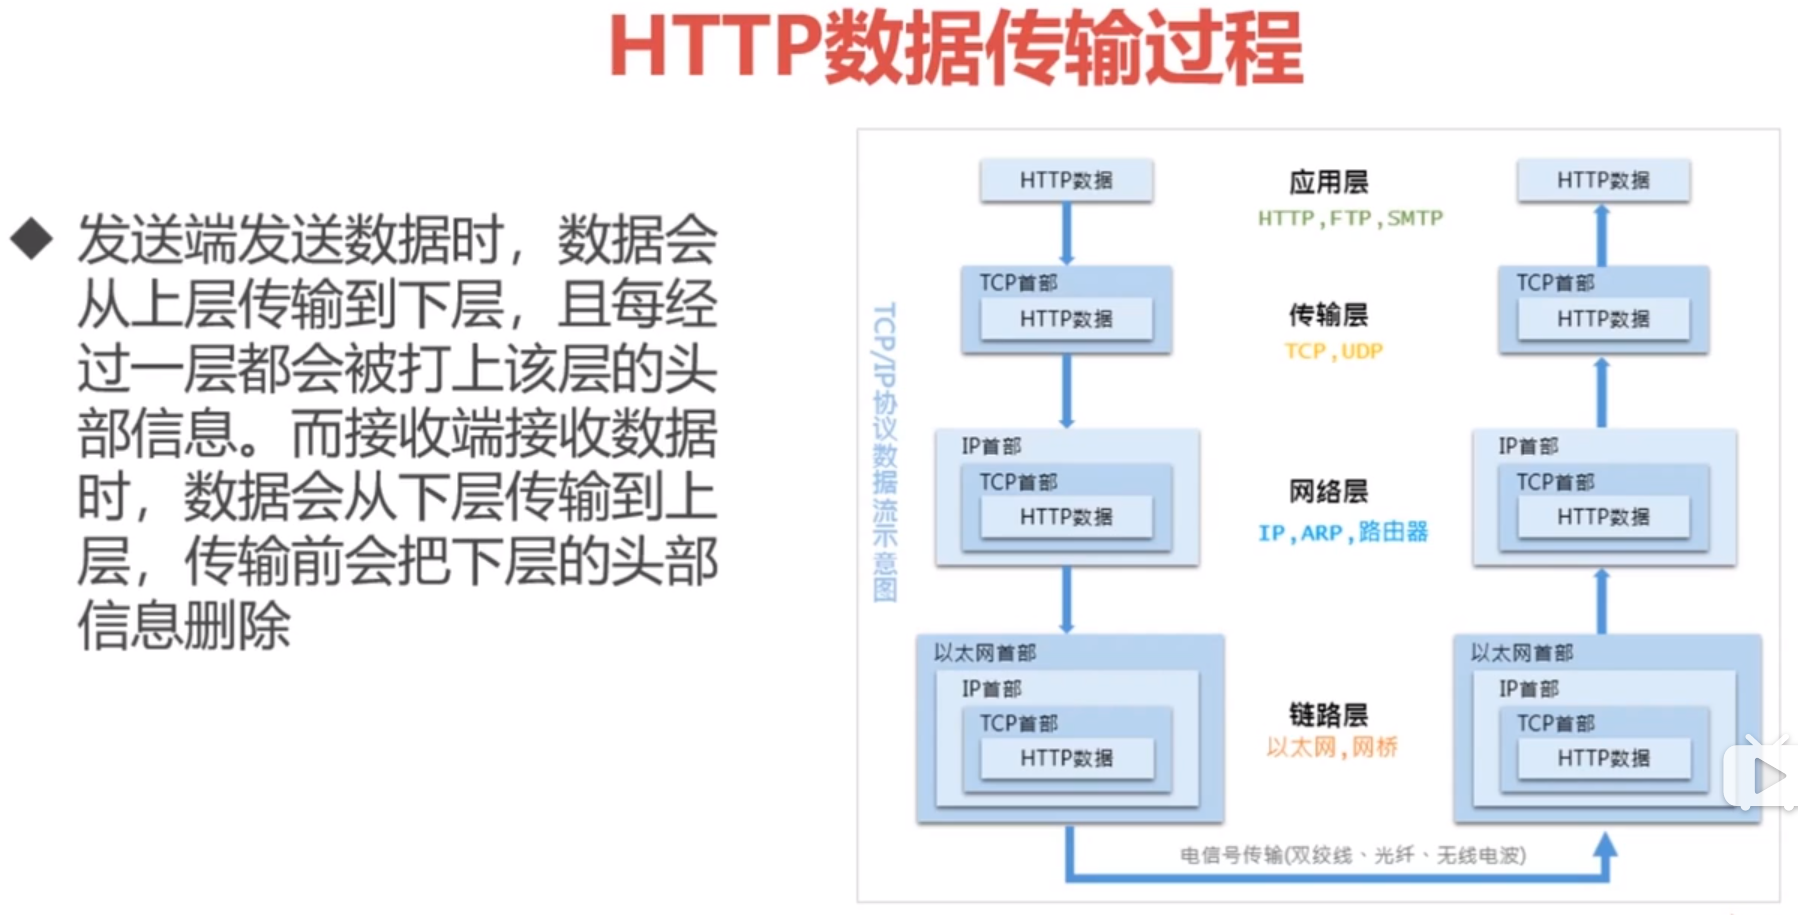 HTTP数据传输过程
发送端发送数据时，数据会
从上层传输到下层，且每经
过一层都会被打上该层的头
部信息。而接收端接收数据
时，数据会从下层传输到上
层，传输前会把下层的头部
信息删除
TCP/IP协议数据流示意图
HTTP数据
应用层
HTTP数据
HTTP,FTP,SMTP
TCP首部
HTTP数据
传输层
TCP,UDP
TCP首部
HTTP数据
IP首部
TCP首部
HTTP数据
网络层
IP,ARP,路由器
IP首部
TCP首部
HTTP数据
以太网首部
IP首部
TCP首部
HTTP数据
链路层
以太网,网桥
以太网首部
IP首部
TCP首部
HTTP数据
电信号传输(双绞线、光纤、无线电波)